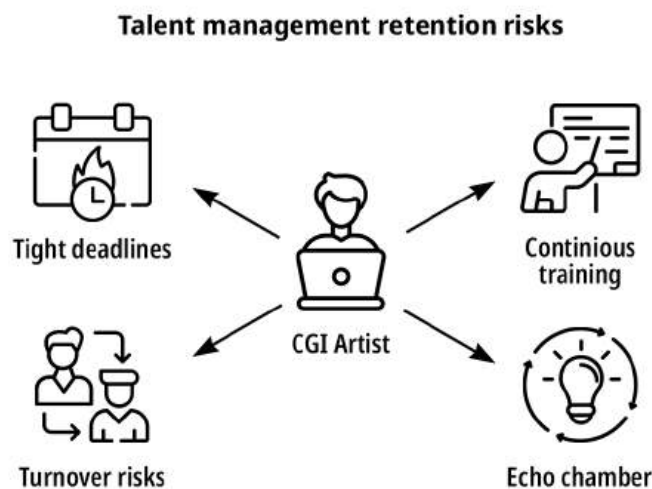 Talent management retention risks
Tight deadlines
Continious
training
CGI Artist
Turnover risks
Echo chamber